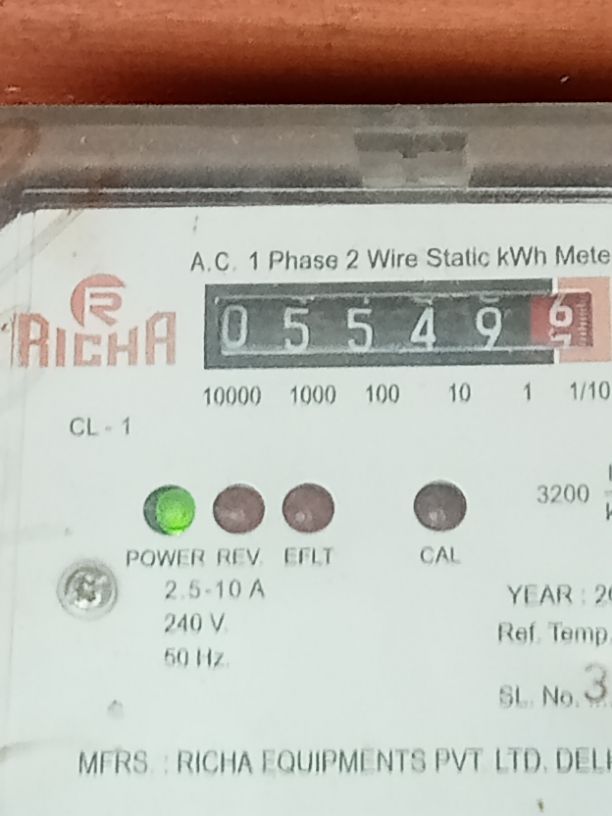 A.C. 1 Phase 2 Wire Static kWh Mete
R
RICHA
0 5 5 4 9 6
10000 1000 100 10 1 1/10
CL - 1
3200
POWER REV. EFLT CAL
2.5-10 A
240 V.
50 Hz.
YEAR : 20
Ref. Temp.
SL. No. 3
MFRS. : RICHA EQUIPMENTS PVT LTD. DELH